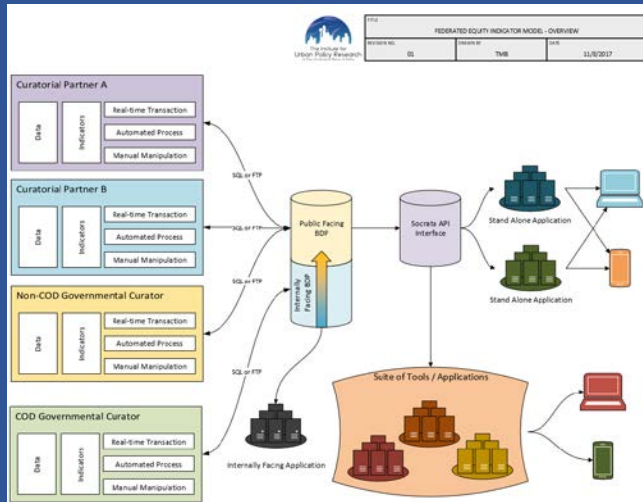 The Institute for
Urban Policy Research
TITLE
FEDERATED EQUITY INDICATOR MODEL - OVERVIEW
REVISION NO.
01
DRAWN BY
TMB
DATE
11/8/2017
Curatorial Partner A
Data
Indicators
Real-time Transaction
Automated Process
Manual Manipulation
SQL or FTP
Curatorial Partner B
Data
Indicators
Real-time Transaction
Automated Process
Manual Manipulation
SQL or FTP
Non-COD Governmental Curator
Data
Indicators
Real-time Transaction
Automated Process
Manual Manipulation
SQL or FTP
COD Governmental Curator
Data
Indicators
Real-time Transaction
Automated Process
Manual Manipulation
SQL or FTP
Public Facing
BDP
Internally
Facing BDP
Internally Facing Application
Socrata API
Interface
Stand Alone Application
Stand Alone Application
Suite of Tools / Applications